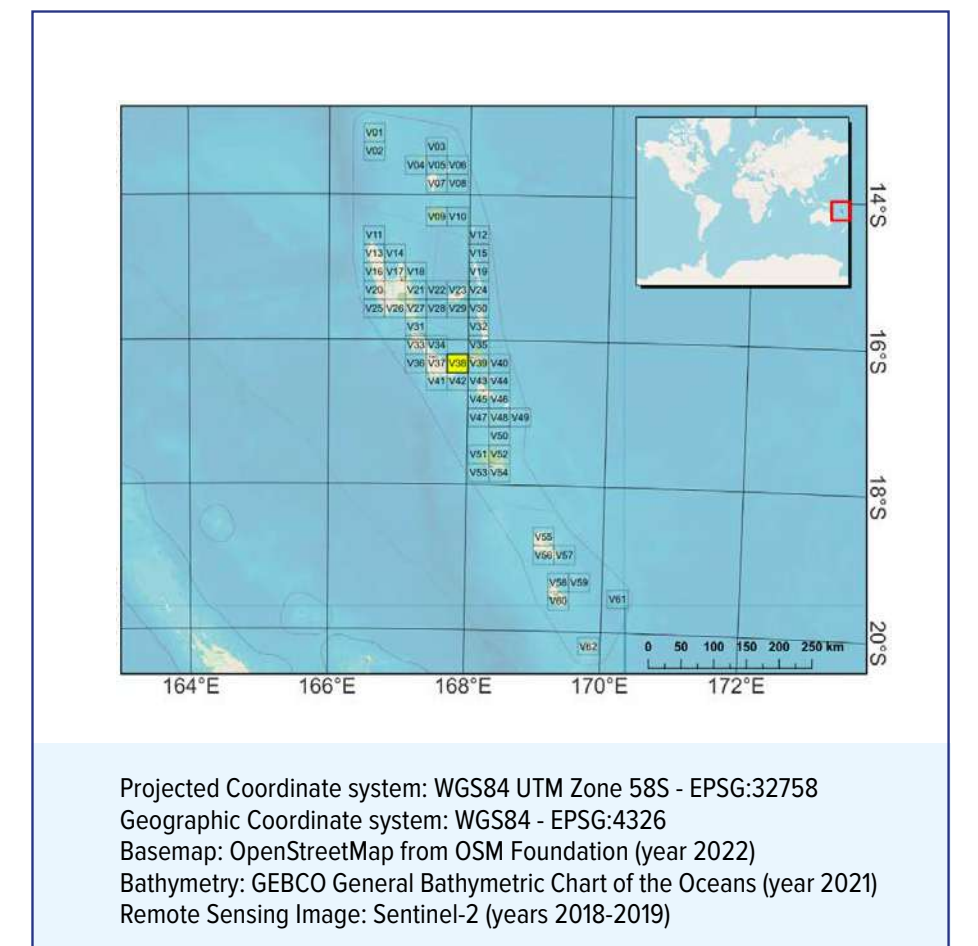 V01
V02 V03
V04 V05 V06
V07 V08
14°S
V09 V10
V11 V12
V13 V14 V15
V16 V17 V18 V19
V20 V21 V22 V23 V24
V25 V26 V27 V28 V29 V30
V31 V32
16°S
V33 V34 V35
V36 V37 V38 V39 V40
V41 V42 V43 V44
V45 V46
V47 V48 V49
V50
V51 V52
V53 V54
18°S
V55
V56 V57
V58 V59
V60 V61
20°S
V62
0 50 100 150 200 250 km
164°E 166°E 168°E 170°E 172°E
Projected Coordinate system: WGS84 UTM Zone 58S - EPSG:32758
Geographic Coordinate system: WGS84 - EPSG:4326
Basemap: OpenStreetMap from OSM Foundation (year 2022)
Bathymetry: GEBCO General Bathymetric Chart of the Oceans (year 2021)
Remote Sensing Image: Sentinel-2 (years 2018-2019)